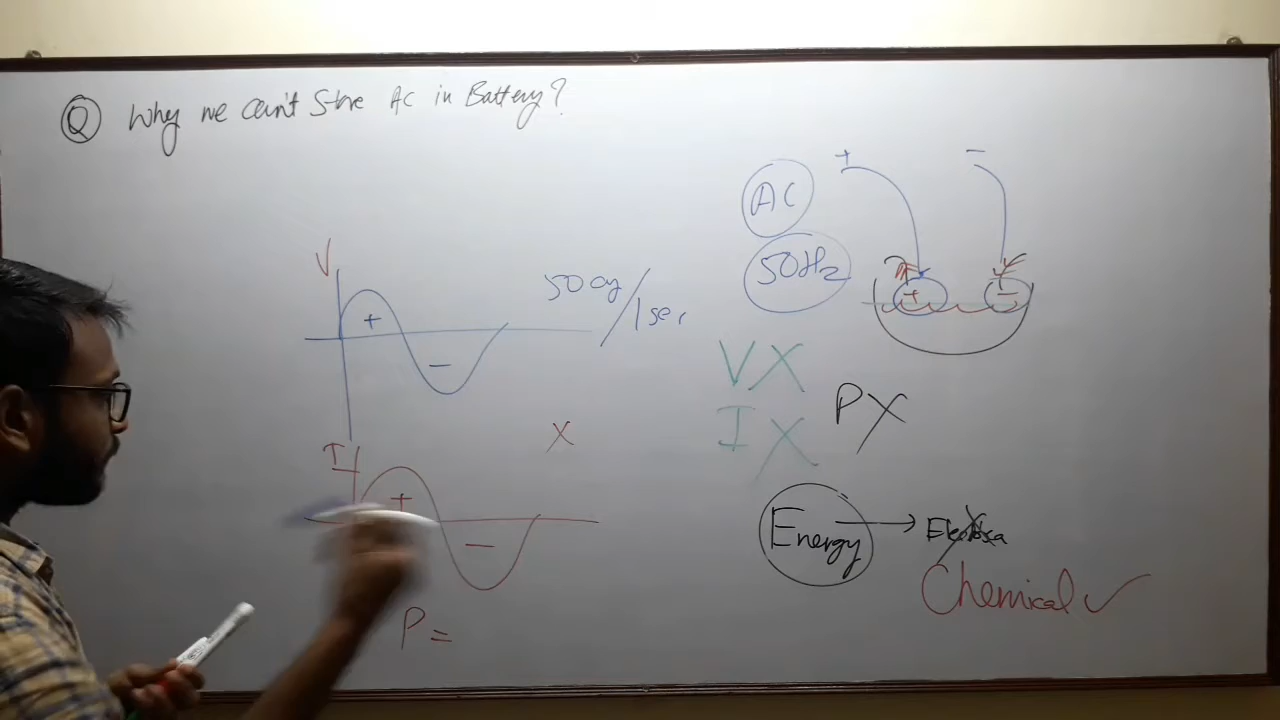 Q Why we can't Store AC in Battery?
+ -
AC
50Hz
+ -
V
+
-
50 cy/1 sec
V X
I X
P X
X
I
+
-
P =
Energy →
Chemical ✓